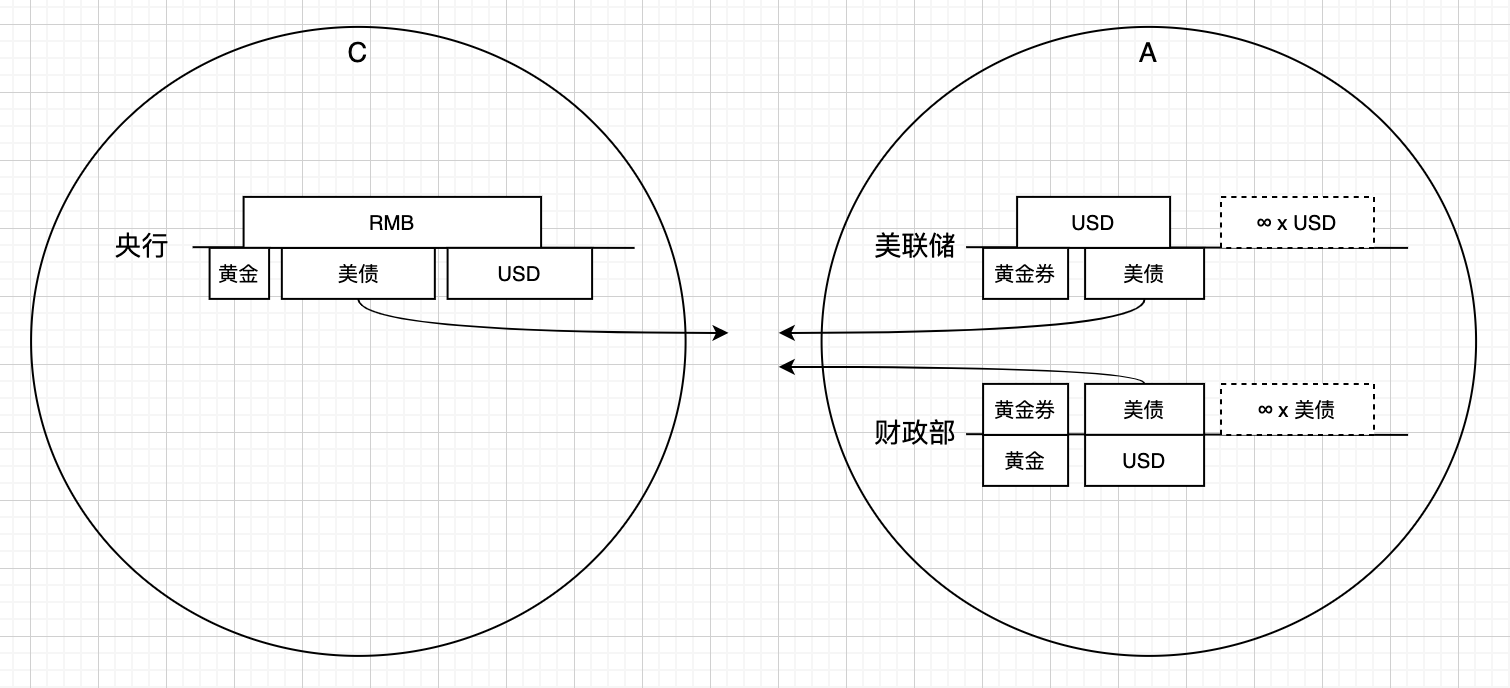 C
RMB
央行
黄金
美债
USD
A
USD
∞ x USD
美联储
黄金券
美债
黄金券
美债
∞ x 美债
财政部
黄金
USD